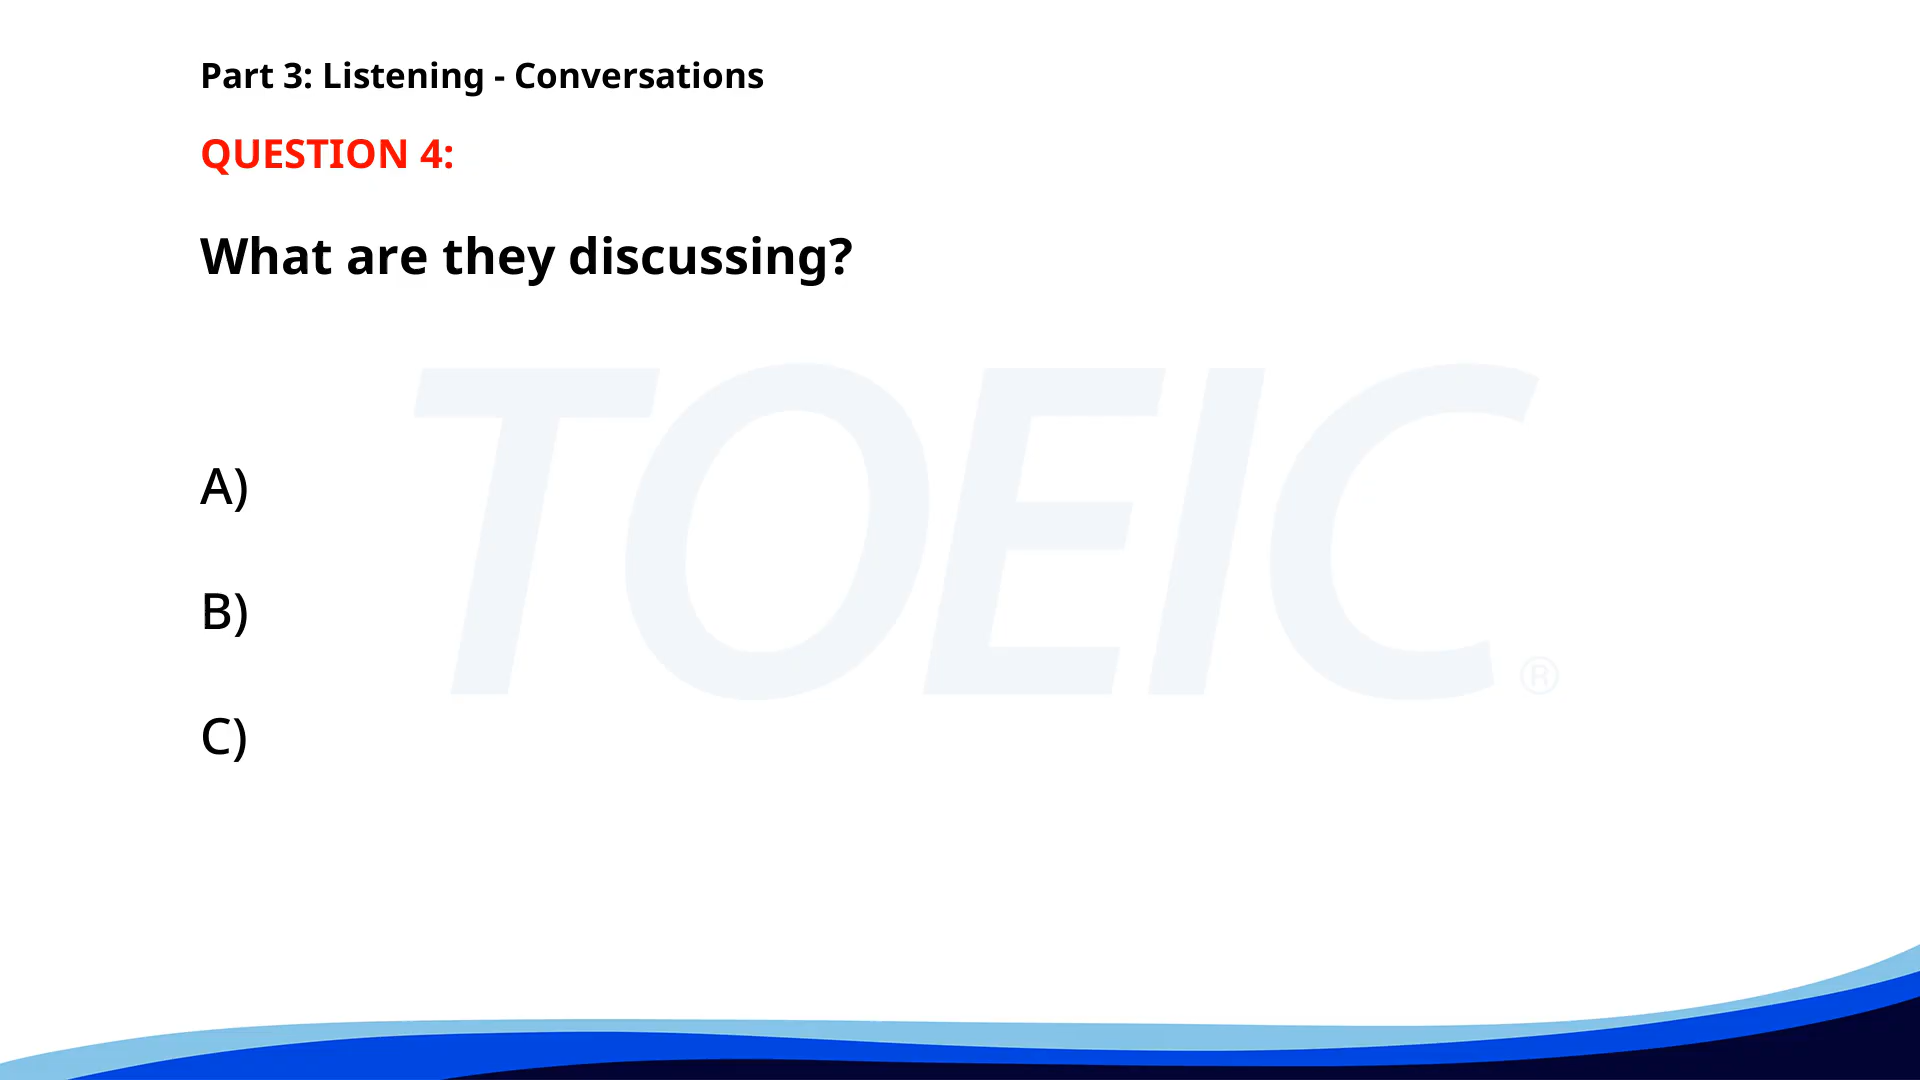 Part 3: Listening - Conversations
QUESTION 4:
What are they discussing?
TOEIC®
A)
B)
C)